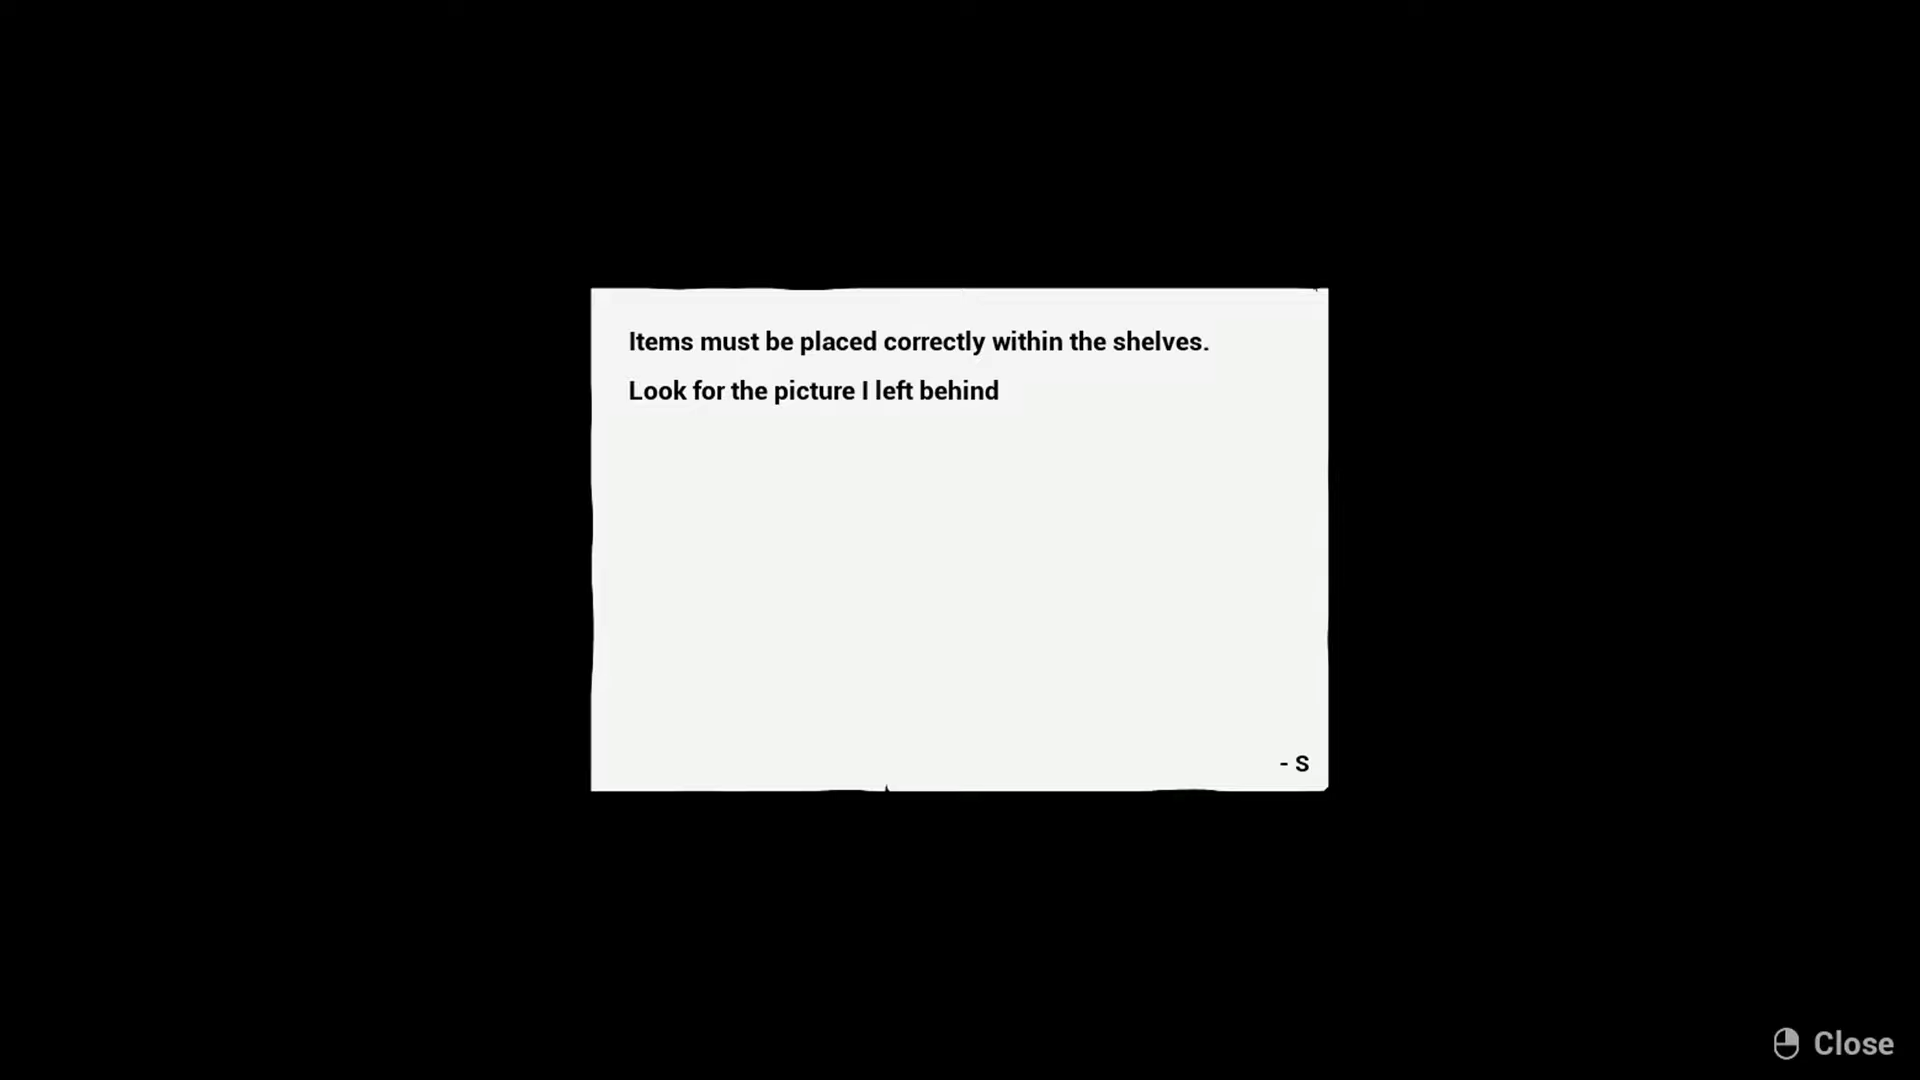 Items must be placed correctly within the shelves.
Look for the picture I left behind
- S
Close